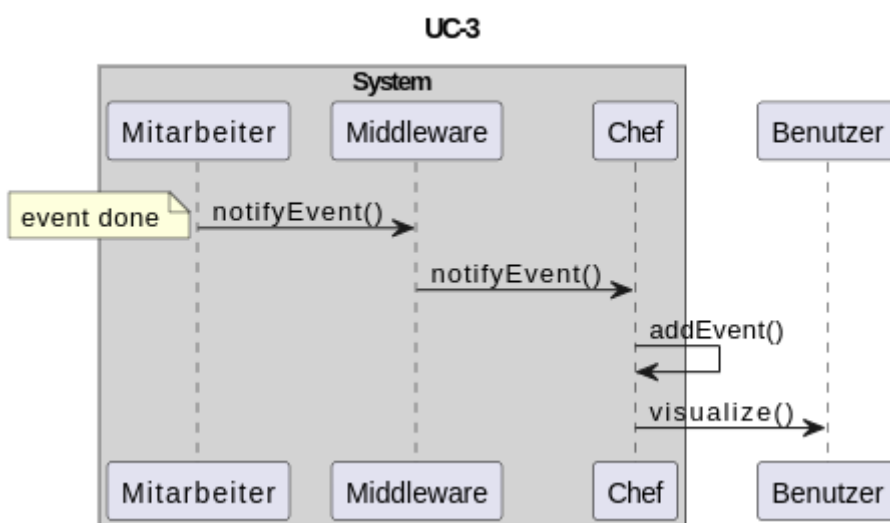 UC-3
System
Mitarbeiter
Middleware
Chef
Benutzer
event done
notifyEvent()
notifyEvent()
addEvent()
visualize()
Mitarbeiter
Middleware
Chef
Benutzer